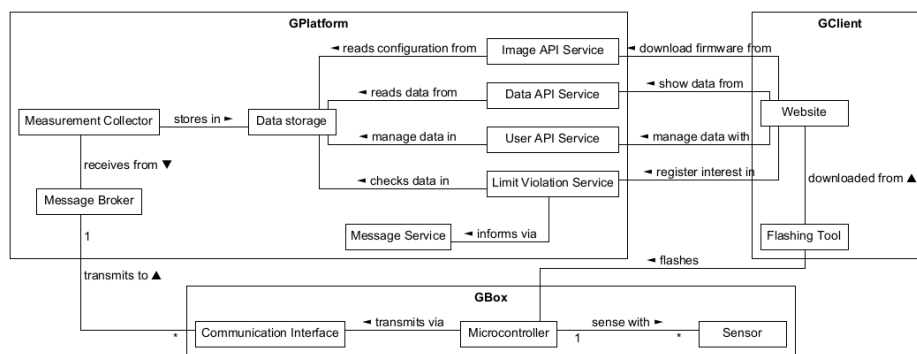 GPlatform
GClient
◄ reads configuration from
Image API Service
◄ download firmware from
◄ reads data from
Data API Service
◄ show data from
Measurement Collector
stores in ►
Data storage
Website
◄ manage data in
User API Service
◄ manage data with
receives from ▼
◄ checks data in
Limit Violation Service
◄ register interest in
downloaded from ▲
Message Broker
1
Message Service
◄ informs via
Flashing Tool
transmits to ▲
◄ flashes
GBox
*
Communication Interface
◄ transmits via
Microcontroller
1
sense with ►
*
Sensor